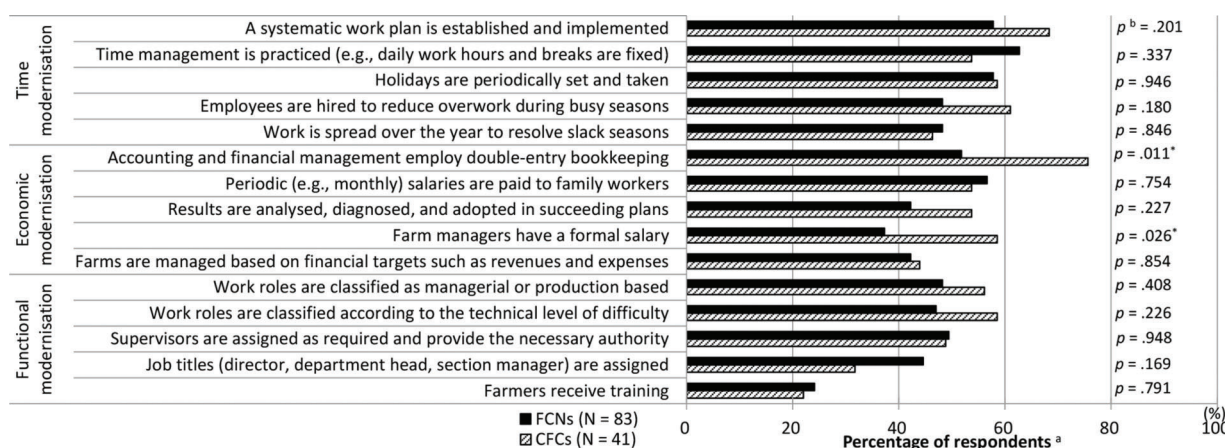 Time modernisation
A systematic work plan is established and implemented
p ᵇ = .201
Time management is practiced (e.g., daily work hours and breaks are fixed)
p = .337
Holidays are periodically set and taken
p = .946
Employees are hired to reduce overwork during busy seasons
p = .180
Work is spread over the year to resolve slack seasons
p = .846
Economic modernisation
Accounting and financial management employ double-entry bookkeeping
p = .011*
Periodic (e.g., monthly) salaries are paid to family workers
p = .754
Results are analysed, diagnosed, and adopted in succeeding plans
p = .227
Farm managers have a formal salary
p = .026*
Farms are managed based on financial targets such as revenues and expenses
p = .854
Functional modernisation
Work roles are classified as managerial or production based
p = .408
Work roles are classified according to the technical level of difficulty
p = .226
Supervisors are assigned as required and provide the necessary authority
p = .948
Job titles (director, department head, section manager) are assigned
p = .169
Farmers receive training
p = .791
0 20 40 60 80 100
(%)
FCNs (N = 83)
CFCs (N = 41)
Percentage of respondents ᵃ